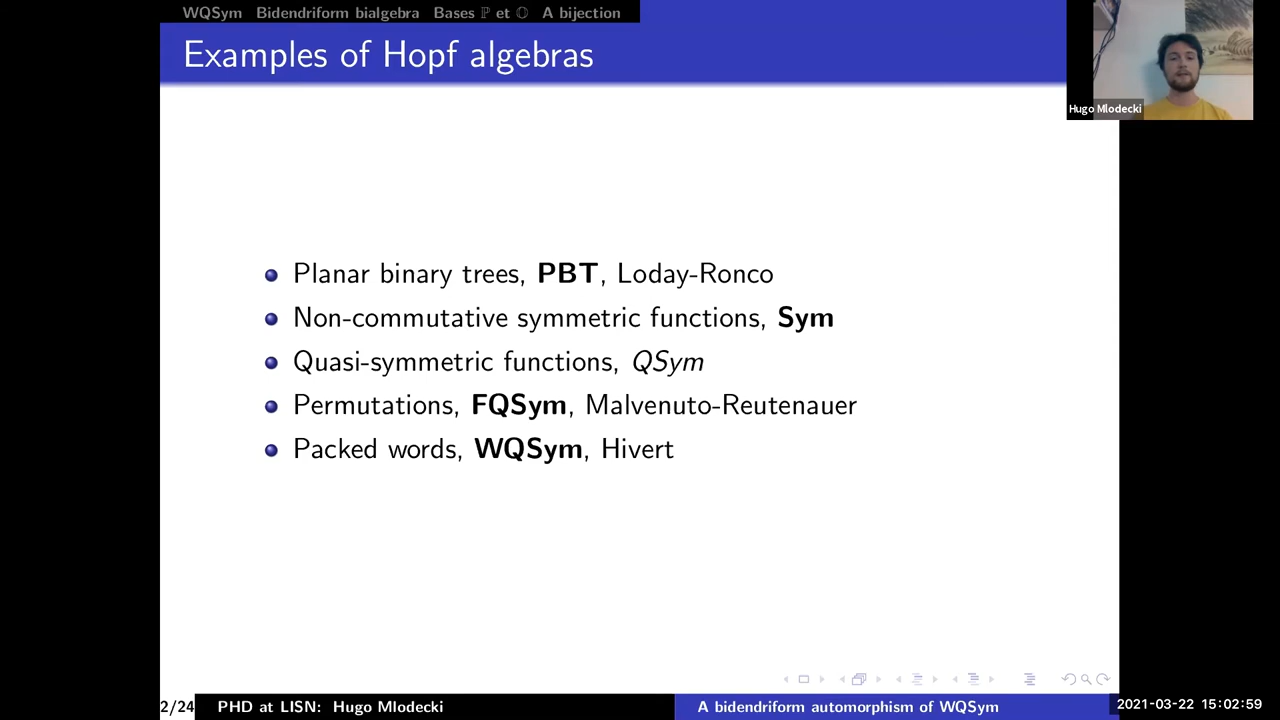 WQSym Bidendriform bialgebra Bases ℙ et 𝕆 A bijection
Examples of Hopf algebras
Hugo Mlodecki
Planar binary trees, PBT, Loday-Ronco
Non-commutative symmetric functions, Sym
Quasi-symmetric functions, QSym
Permutations, FQSym, Malvenuto-Reutenauer
Packed words, WQSym, Hivert
2/24 PHD at LISN: Hugo Mlodecki A bidendriform automorphism of WQSym 2021-03-22 15:02:59